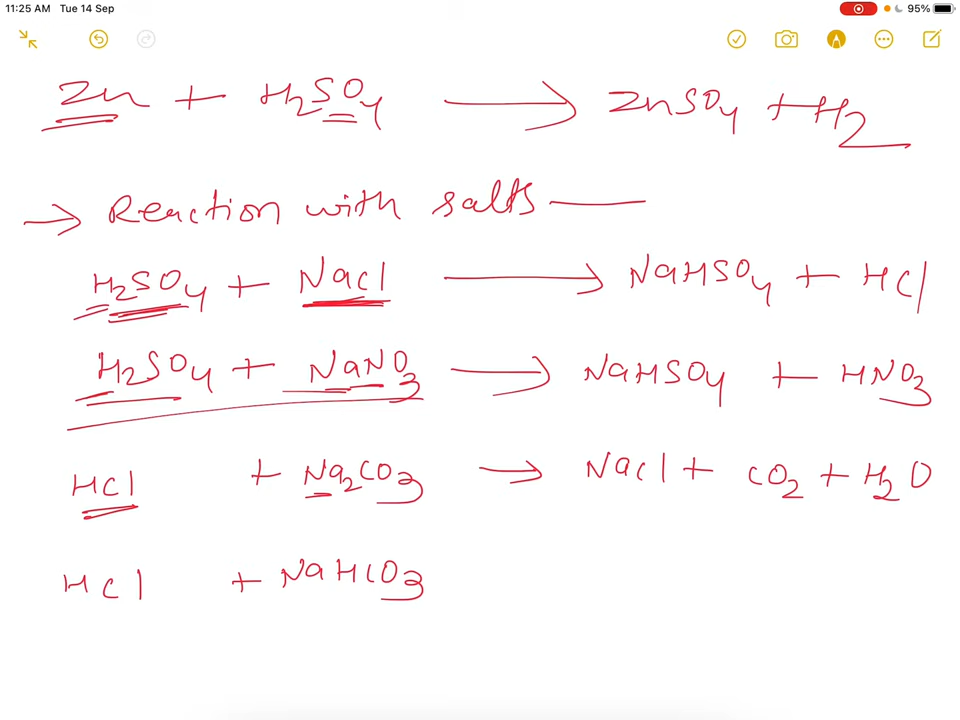 11:25 AM Tue 14 Sep 95%
Zn + H2SO4 → ZnSO4 + H2
→ Reaction with salts —
H2SO4 + NaCl → NaHSO4 + HCl
H2SO4 + NaNO3 → NaHSO4 + HNO3
HCl + Na2CO3 → NaCl + CO2 + H2O
HCl + NaHCO3